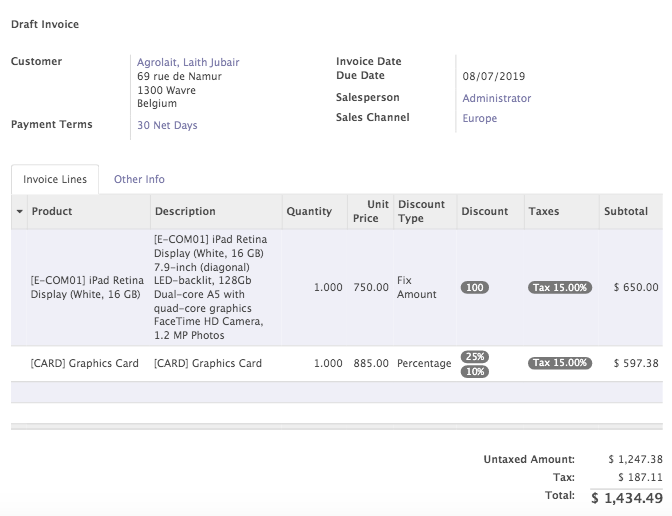 Draft Invoice
Customer
Agrolait, Laith Jubair
69 rue de Namur
1300 Wavre
Belgium
Payment Terms
30 Net Days
Invoice Date
Due Date
08/07/2019
Salesperson
Administrator
Sales Channel
Europe
Invoice Lines
Other Info
Product
Description
Quantity
Unit
Price
Discount
Type
Discount
Taxes
Subtotal
[E-COM01] iPad Retina
Display (White, 16 GB)
[E-COM01] iPad Retina
Display (White, 16 GB)
7.9-inch (diagonal)
LED-backlit, 128Gb
Dual-core A5 with
quad-core graphics
FaceTime HD Camera,
1.2 MP Photos
1.000
750.00
Fix
Amount
100
Tax 15.00%
$ 650.00
[CARD] Graphics Card
[CARD] Graphics Card
1.000
885.00
Percentage
25%
10%
Tax 15.00%
$ 597.38
Untaxed Amount:
$ 1,247.38
Tax:
$ 187.11
Total:
$ 1,434.49